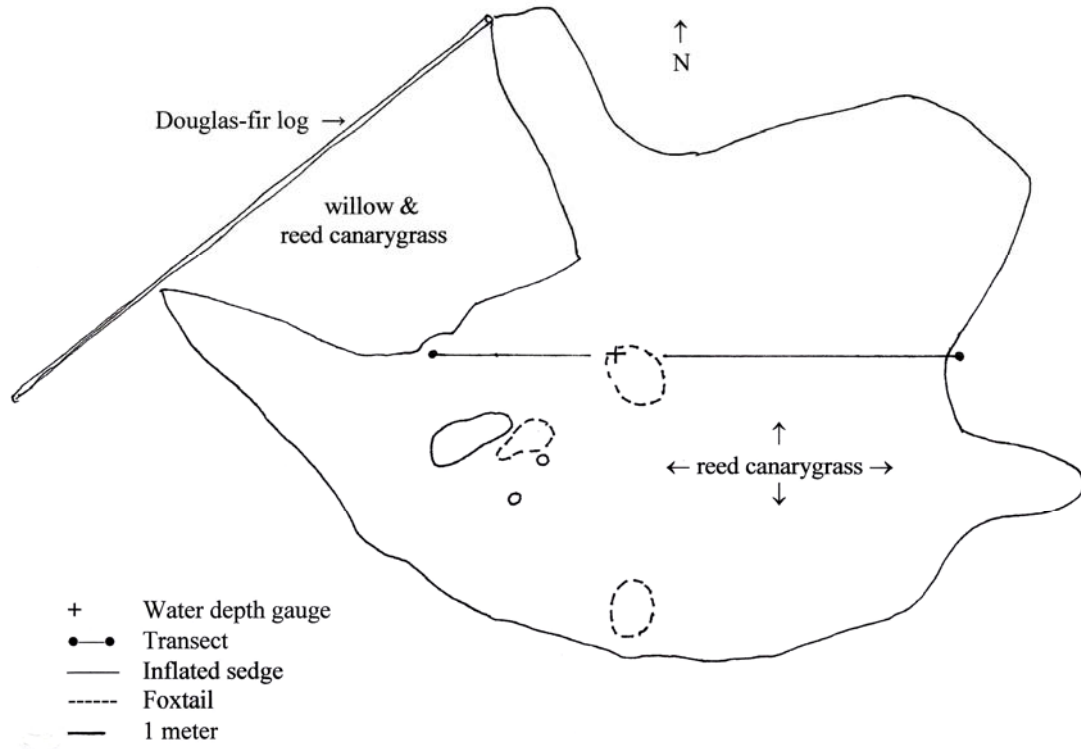 ↑
N
Douglas-fir log →
willow &
reed canarygrass
↑
← reed canarygrass →
↓
+ Water depth gauge
Transect
Inflated sedge
Foxtail
1 meter